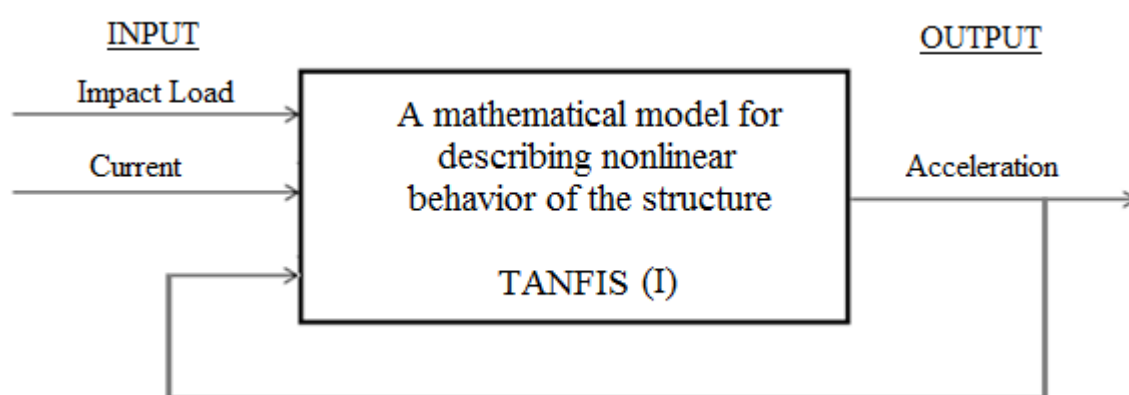 INPUT
OUTPUT
Impact Load
Current
A mathematical model for
describing nonlinear
behavior of the structure
TANFIS (I)
Acceleration